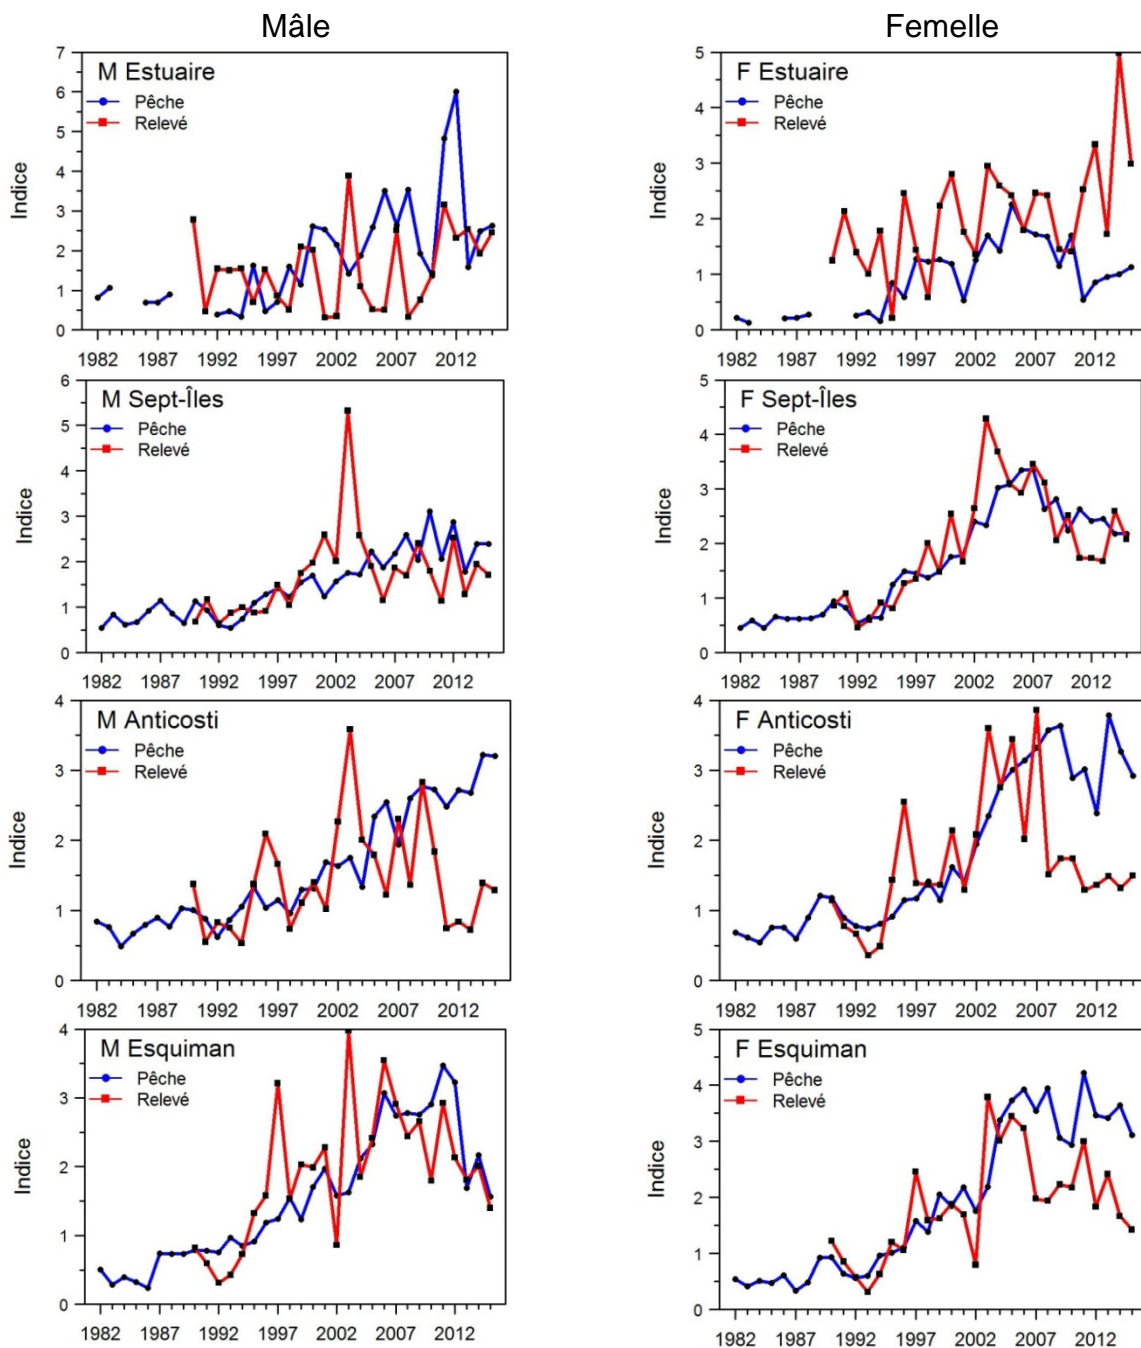 Mâle
Femelle
M Estuaire
Pêche
Relevé
Indice
7
6
5
4
3
2
1
0
1982 1987 1992 1997 2002 2007 2012
F Estuaire
Pêche
Relevé
Indice
5
4
3
2
1
0
1982 1987 1992 1997 2002 2007 2012
M Sept-Îles
Pêche
Relevé
Indice
6
5
4
3
2
1
0
1982 1987 1992 1997 2002 2007 2012
F Sept-Îles
Pêche
Relevé
Indice
5
4
3
2
1
0
1982 1987 1992 1997 2002 2007 2012
M Anticosti
Pêche
Relevé
Indice
4
3
2
1
0
1982 1987 1992 1997 2002 2007 2012
F Anticosti
Pêche
Relevé
Indice
4
3
2
1
0
1982 1987 1992 1997 2002 2007 2012
M Esquiman
Pêche
Relevé
Indice
4
3
2
1
0
1982 1987 1992 1997 2002 2007 2012
F Esquiman
Pêche
Relevé
Indice
5
4
3
2
1
0
1982 1987 1992 1997 2002 2007 2012